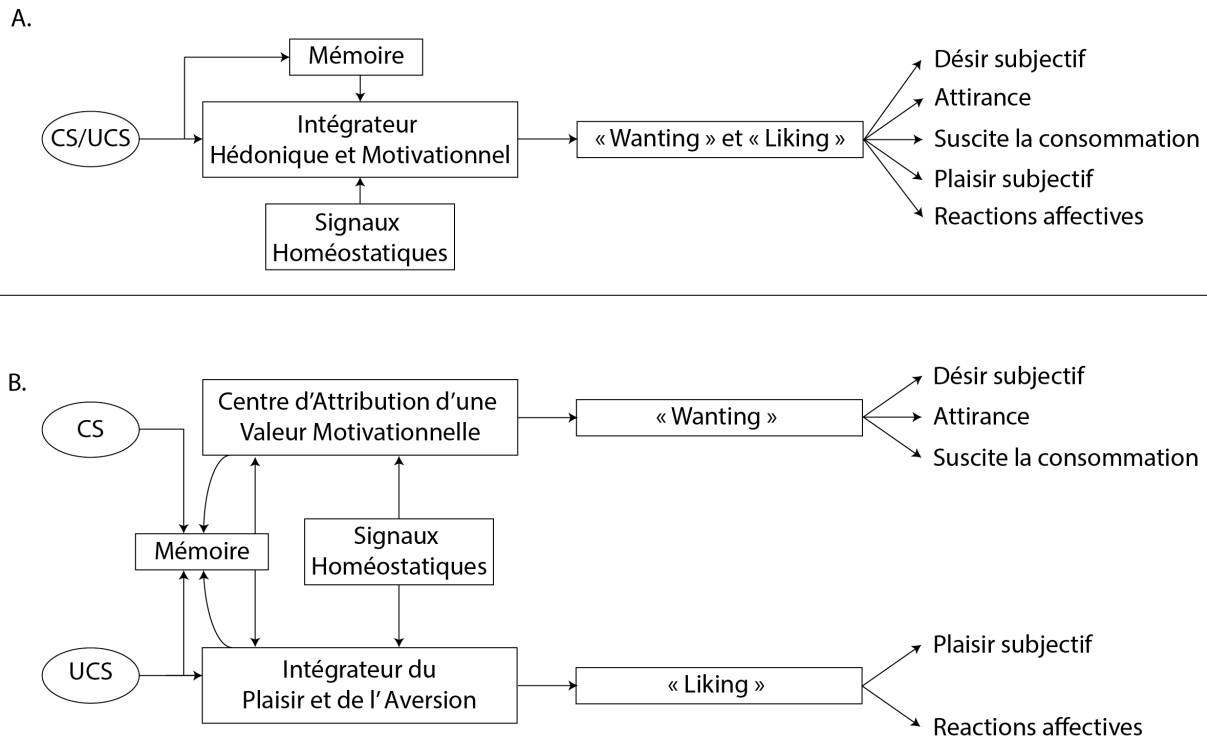 A.
Mémoire
CS/UCS
Intégrateur
Hédonique et Motivationnel
Signaux
Homéostatiques
« Wanting » et « Liking »
Désir subjectif
Attirance
Suscite la consommation
Plaisir subjectif
Reactions affectives
B.
CS
Centre d'Attribution d'une
Valeur Motivationnelle
« Wanting »
Désir subjectif
Attirance
Suscite la consommation
Mémoire
Signaux
Homéostatiques
UCS
Intégrateur du
Plaisir et de l' Aversion
« Liking »
Plaisir subjectif
Reactions affectives